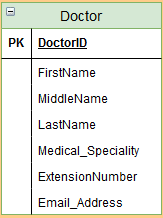 Doctor
PK DoctorID
FirstName
MiddleName
LastName
Medical_Speciality
ExtensionNumber
Email_Address